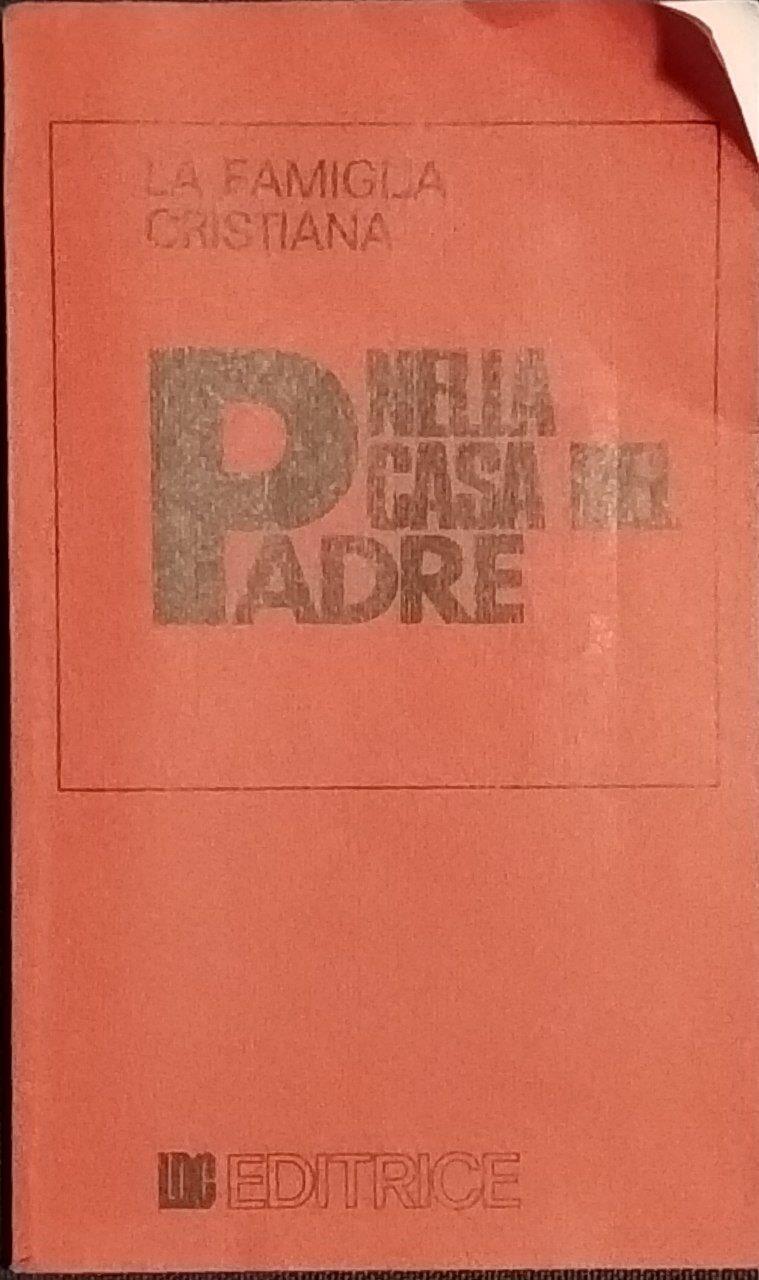 LA FAMIGLIA
CRISTIANA
NELLA
CASA DEL
PADRE
LDC EDITRICE